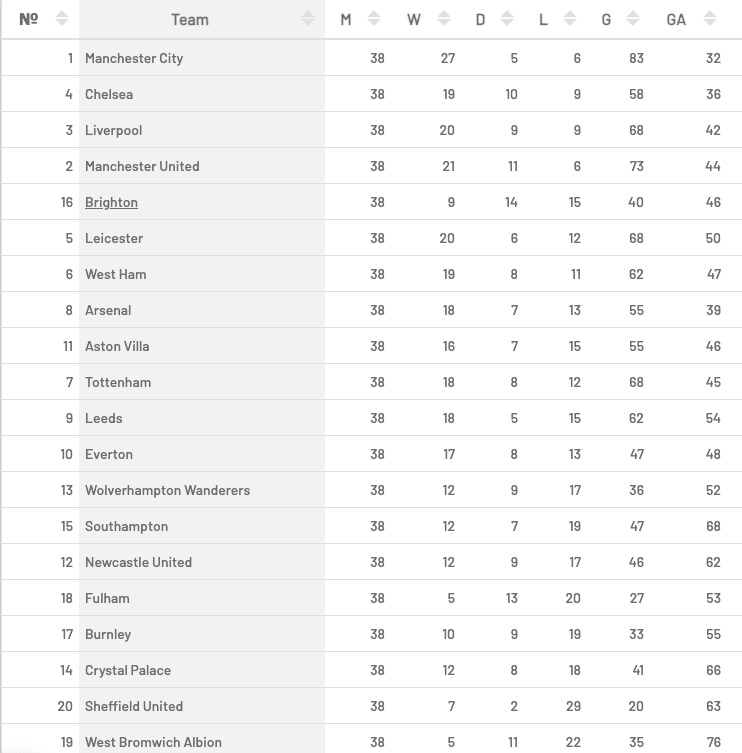 Nº Team M W D L G GA
1 Manchester City 38 27 5 6 83 32
4 Chelsea 38 19 10 9 58 36
3 Liverpool 38 20 9 9 68 42
2 Manchester United 38 21 11 6 73 44
16 Brighton 38 9 14 15 40 46
5 Leicester 38 20 6 12 68 50
6 West Ham 38 19 8 11 62 47
8 Arsenal 38 18 7 13 55 39
11 Aston Villa 38 16 7 15 55 46
7 Tottenham 38 18 8 12 68 45
9 Leeds 38 18 5 15 62 54
10 Everton 38 17 8 13 47 48
13 Wolverhampton Wanderers 38 12 9 17 36 52
15 Southampton 38 12 7 19 47 68
12 Newcastle United 38 12 9 17 46 62
18 Fulham 38 5 13 20 27 53
17 Burnley 38 10 9 19 33 55
14 Crystal Palace 38 12 8 18 41 66
20 Sheffield United 38 7 2 29 20 63
19 West Bromwich Albion 38 5 11 22 35 76